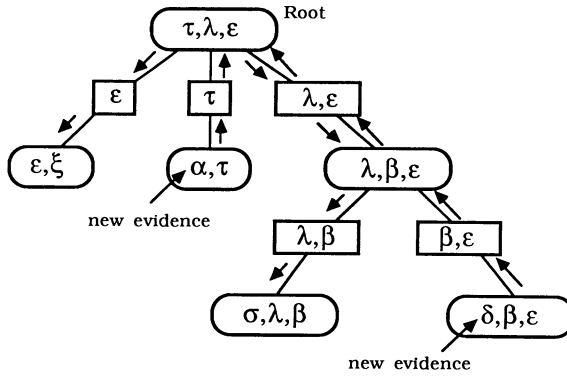 Root
τ,λ,ε
ε
τ
λ,ε
ε,ξ
α,τ
λ,β,ε
new evidence
λ,β
β,ε
σ,λ,β
δ,β,ε
new evidence